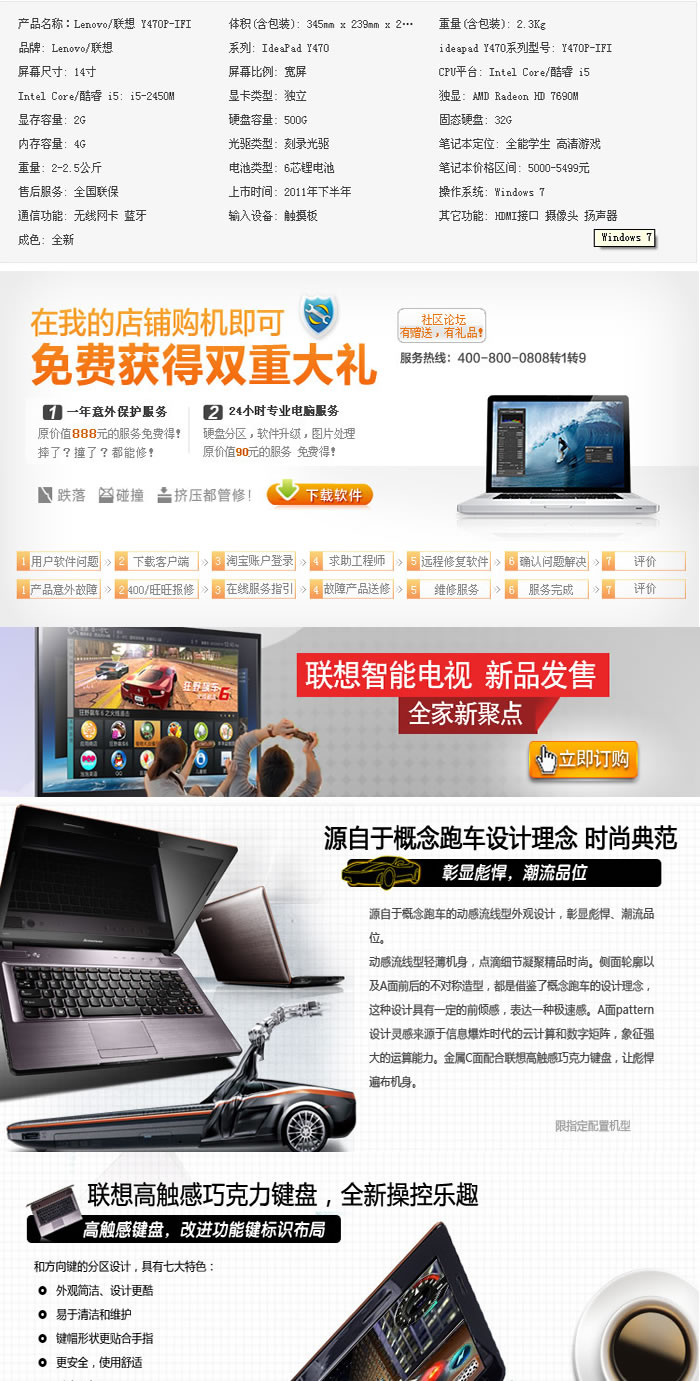 产品名称：Lenovo/联想 Y470P-IFI 体积(含包装): 345mm x 239mm x 2… 重量(含包装): 2.3Kg
品牌: Lenovo/联想 系列: IdeaPad Y470 ideapad Y470系列型号: Y470P-IFI
屏幕尺寸: 14寸 屏幕比例: 宽屏 CPU平台: Intel Core/酷睿 i5
Intel Core/酷睿 i5: i5-2450M 显卡类型: 独立 独显: AMD Radeon HD 7690M
显存容量: 2G 硬盘容量: 500G 固态硬盘: 32G
内存容量: 4G 光驱类型: 刻录光驱 笔记本定位: 全能学生 高清游戏
重量: 2-2.5公斤 电池类型: 6芯锂电池 笔记本价格区间: 5000-5499元
售后服务: 全国联保 上市时间: 2011年下半年 操作系统: Windows 7
通信功能: 无线网卡 蓝牙 输入设备: 触摸板 其它功能: HDMI接口 摄像头 扬声器
成色: 全新
Windows 7
在我的店铺购机即可
免费获得双重大礼
社区论坛
有赠送，有礼品!
服务热线：400-800-0808转1转9
1 一年意外保护服务
原价值888元的服务免费得!
摔了？撞了？都能修!
2 24小时专业电脑服务
硬盘分区，软件升级，图片处理
原价值90元的服务 免费得!
跌落 碰撞 挤压都管修! 下载软件
1 用户软件问题 2 下载客户端 3 淘宝账户登录 4 求助工程师 5 远程修复软件 6 确认问题解决 7 评价
1 产品意外故障 2 400/旺旺报修 3 在线服务指引 4 故障产品送修 5 维修服务 6 服务完成 7 评价
狂野飙车6
狂野飙车6之火线追击
QQ
联想智能电视 新品发售
全家新聚点
立即订购
源自于概念跑车设计理念 时尚典范
彰显彪悍，潮流品位
源自于概念跑车的动感流线型外观设计，彰显彪悍、潮流品
位。
动感流线型轻薄机身，点滴细节凝聚精品时尚。侧面轮廓以
及A面前后的不对称造型，都是借鉴了概念跑车的设计理念，
这种设计具有一定的前倾感，表达一种极速感。A面pattern
设计灵感来源于信息爆炸时代的云计算和数字矩阵，象征强
大的运算能力。金属C面配合联想高触感巧克力键盘，让彪悍
遍布机身。
限指定配置机型
联想高触感巧克力键盘，全新操控乐趣
高触感键盘，改进功能键标识布局
和方向键的分区设计，具有七大特色：
外观简洁、设计更酷
易于清洁和维护
键帽形状更贴合手指
更安全，使用舒适